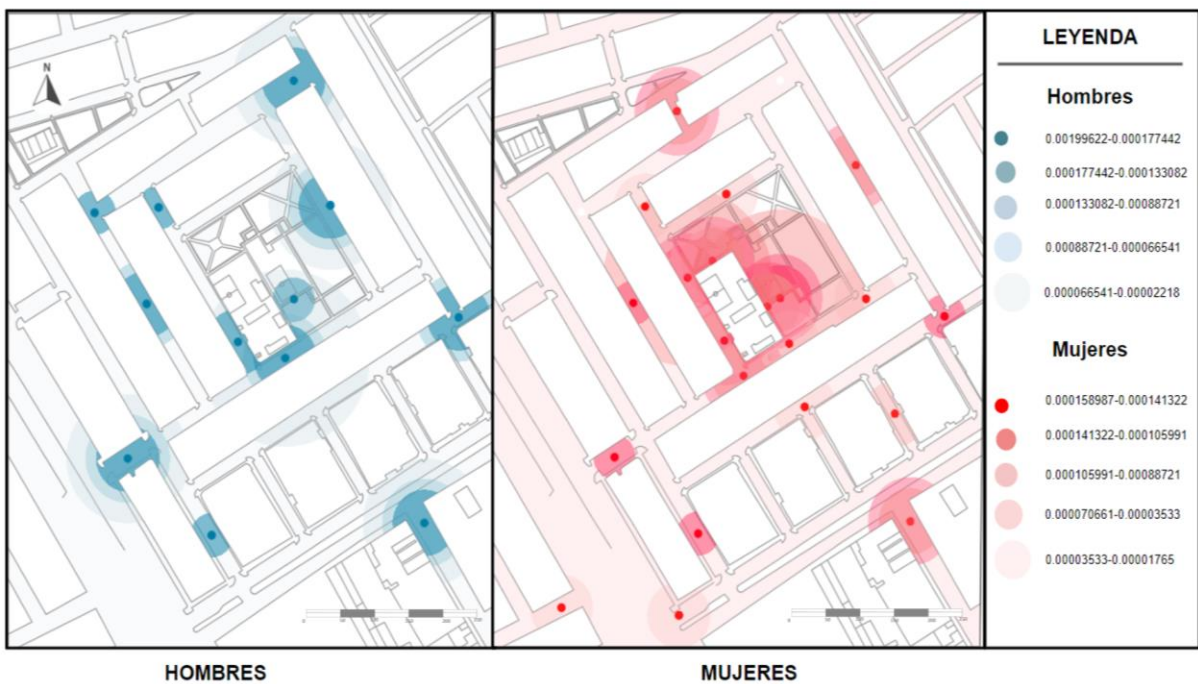 LEYENDA
N
Hombres
0.00199622-0.000177442
0.000177442-0.000133082
0.000133082-0.00088721
0.00088721-0.000066541
0.000066541-0.00002218
Mujeres
0.000158987-0.000141322
0.000141322-0.000105991
0.000105991-0.00088721
0.000070661-0.00003533
0.00003533-0.00001765
HOMBRES
MUJERES